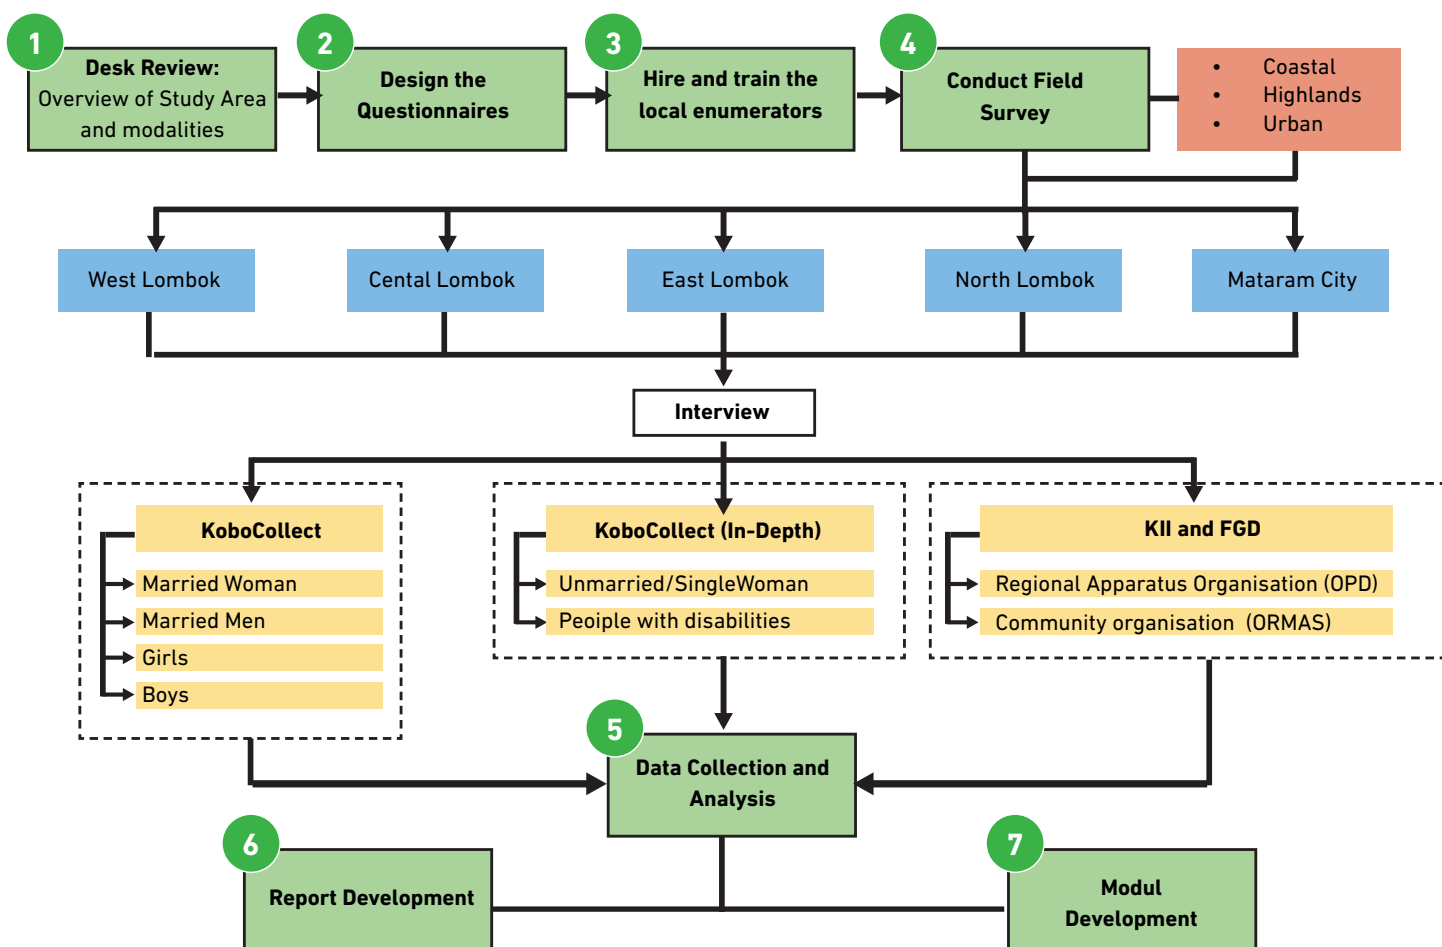 1
Desk Review:
Overview of Study Area
and modalities
2
Design the
Questionnaires
3
Hire and train the
local enumerators
4
Conduct Field
Survey
• Coastal
• Highlands
• Urban
West Lombok
Cental Lombok
East Lombok
North Lombok
Mataram City
Interview
KoboCollect
Married Woman
Married Men
Girls
Boys
KoboCollect (In-Depth)
Unmarried/SingleWoman
Peoiple with disabilities
KII and FGD
Regional Apparatus Organisation (OPD)
Community organisation (ORMAS)
5
Data Collection and
Analysis
6
Report Development
7
Modul
Development